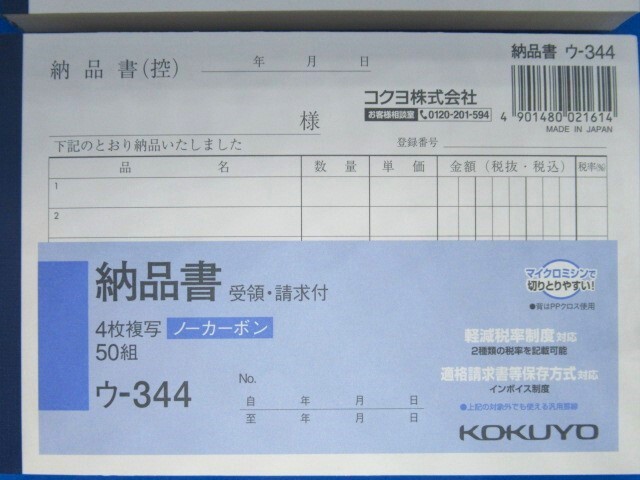 納品書(控)
年 月 日
納品書 ウ-344
コクヨ株式会社
お客様相談室 0120-201-594
4 901480 021614
MADE IN JAPAN
様
下記のとおり納品いたしました
登録番号
品 名 数 量 単 価 金額(税抜・税込) 税率(%)
1
2
納品書 受領・請求付
4枚複写 ノーカーボン
50組
ウ-344
No.
自 年 月 日
至 年 月 日
マイクロミシンで
切りとりやすい!
●背はPPクロス使用
軽減税率制度対応
2種類の税率を記載可能
適格請求書等保存方式対応
インボイス制度
●上記の対象外でも使える汎用罫線
KOKUYO